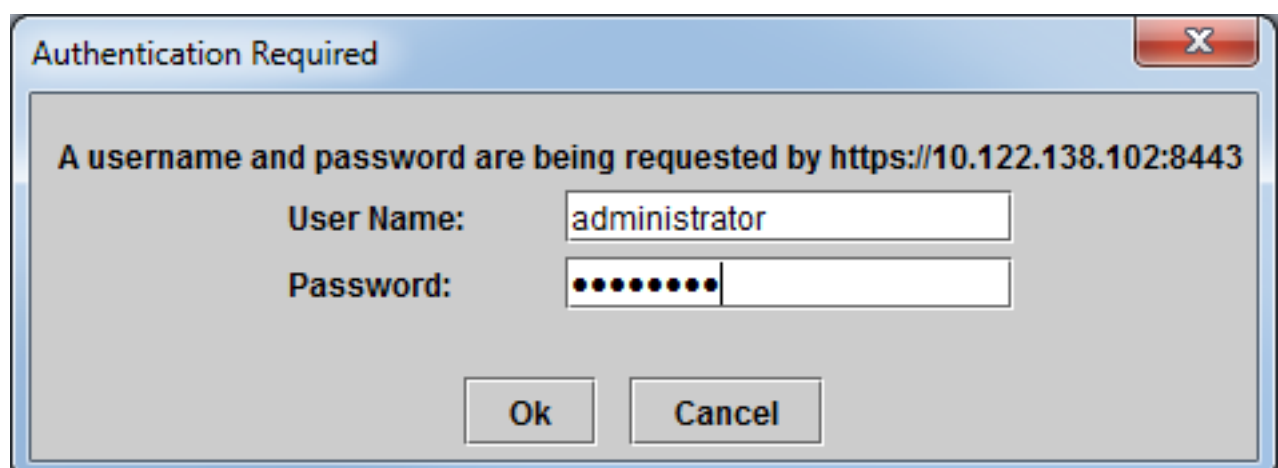 Authentication Required
A username and password are being requested by https://10.122.138.102:8443
User Name: administrator
Password: ••••••••
Ok Cancel